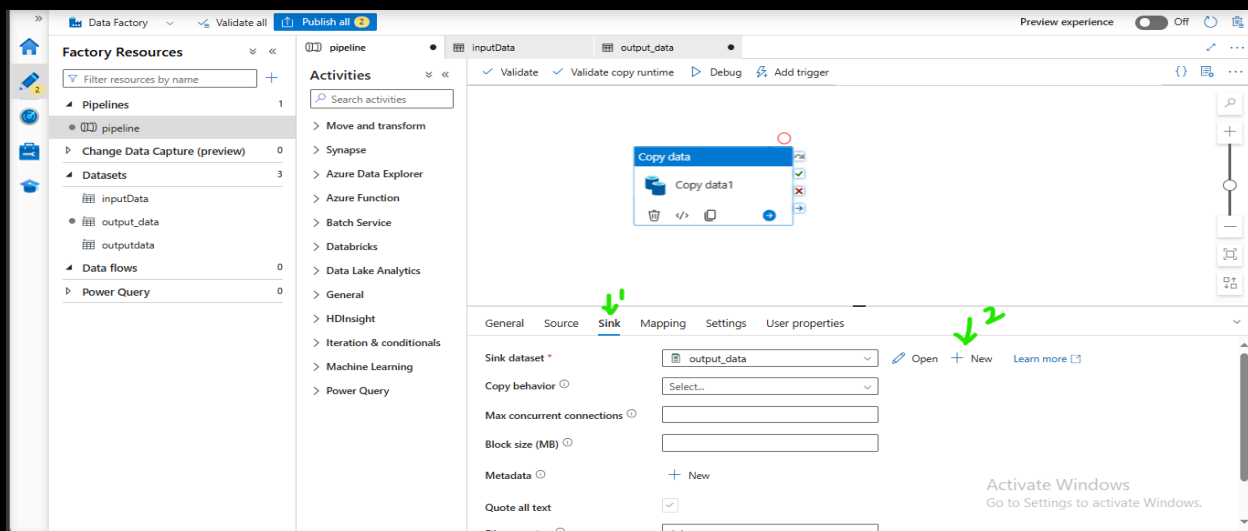 Data Factory Validate all Publish all 2 Preview experience Off
2
Factory Resources
Filter resources by name
Pipelines 1
pipeline
Change Data Capture (preview) 0
Datasets 3
inputData
output_data
outputdata
Data flows 0
Power Query 0
pipeline inputData output_data
Activities
Search activities
Move and transform
Synapse
Azure Data Explorer
Azure Function
Batch Service
Databricks
Data Lake Analytics
General
HDInsight
Iteration & conditionals
Machine Learning
Power Query
Validate Validate copy runtime Debug Add trigger
Copy data
Copy data1
1
2
General Source Sink Mapping Settings User properties
Sink dataset * output_data Open New Learn more
Copy behavior Select...
Max concurrent connections
Block size (MB)
Metadata New
Quote all text
Activate Windows
Go to Settings to activate Windows.